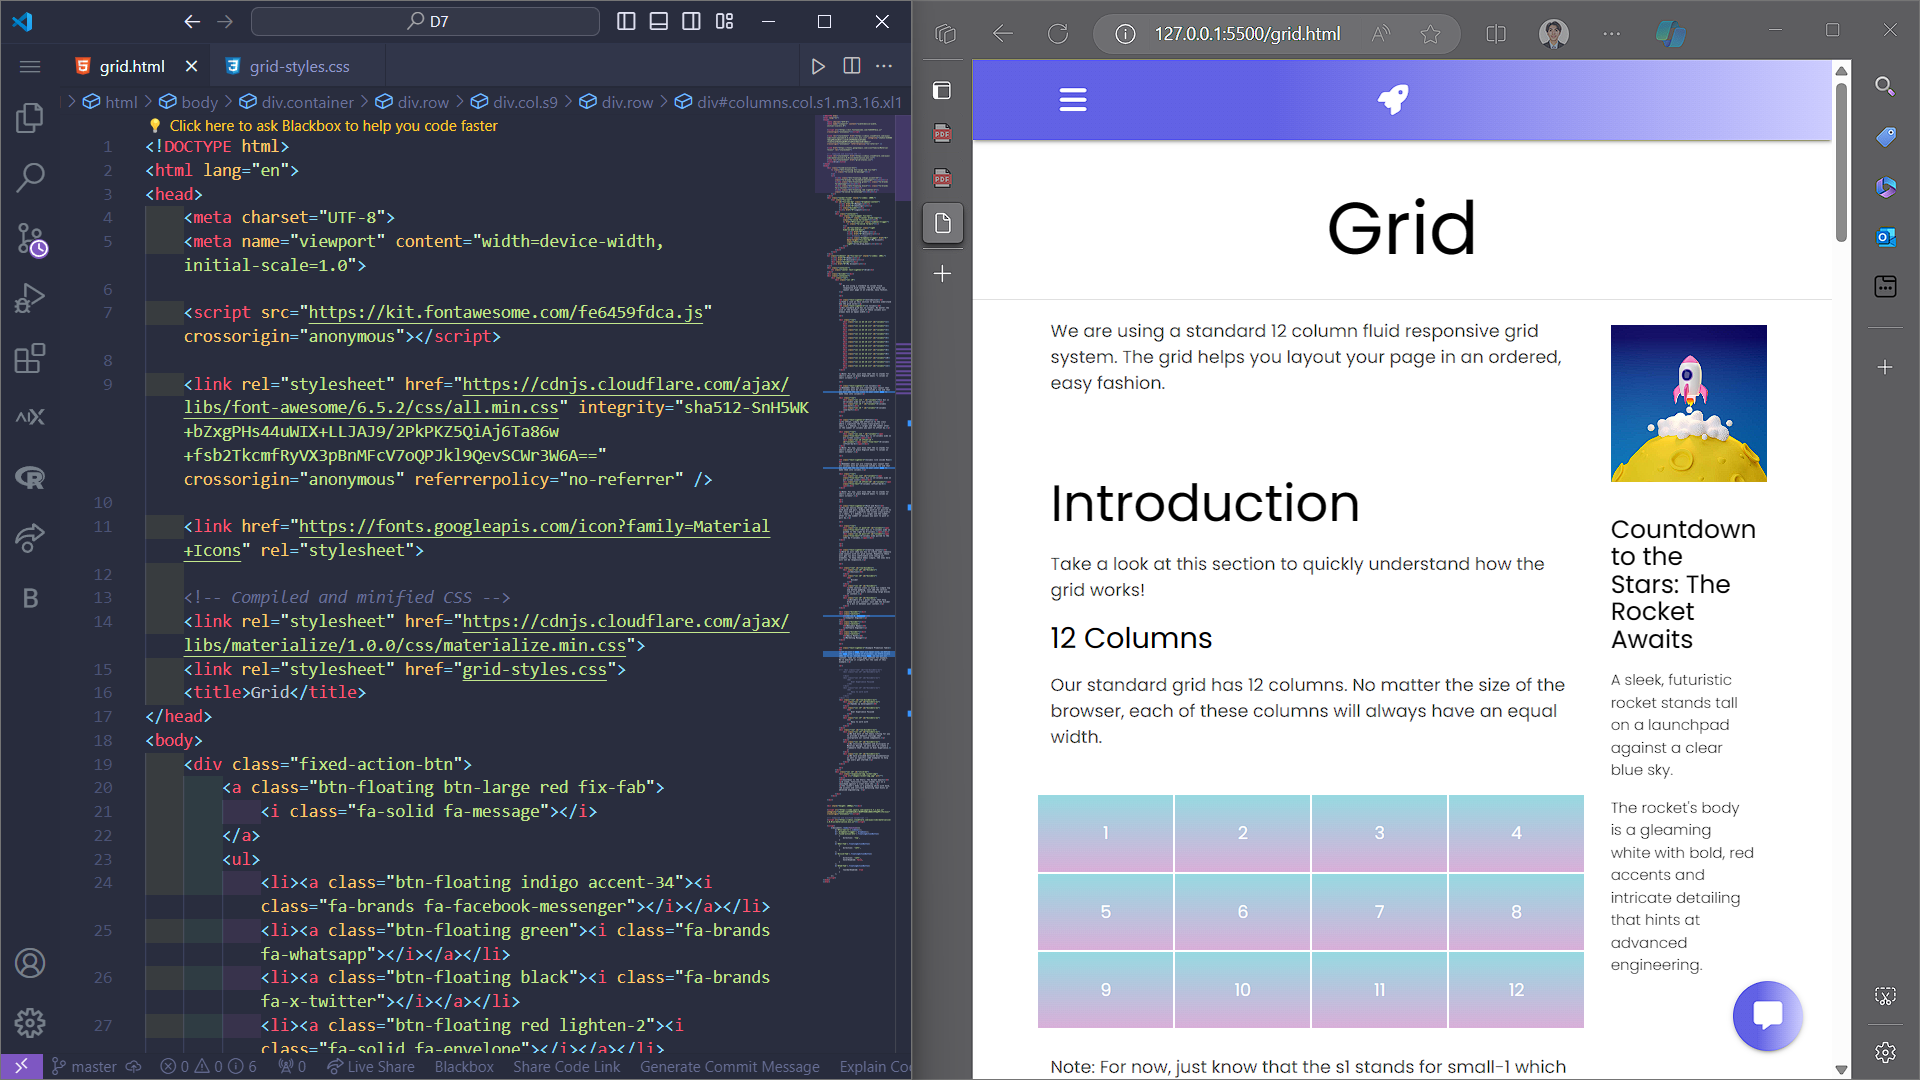 D7
grid.html
grid-styles.css
html > body > div.container > div.row > div.col.s9 > div.row > div#columns.col.s1.m3.16.xl1
Click here to ask Blackbox to help you code faster
1 <!DOCTYPE html>
2 <html lang="en">
3 <head>
4 <meta charset="UTF-8">
5 <meta name="viewport" content="width=device-width,
initial-scale=1.0">
6
7 <script src="https://kit.fontawesome.com/fe6459fdca.js"
crossorigin="anonymous"></script>
8
9 <link rel="stylesheet" href="https://cdnjs.cloudflare.com/ajax/
libs/font-awesome/6.5.2/css/all.min.css" integrity="sha512-SnH5WK
+bZxgPHs44uWIX+LLJAJ9/2PkPKZ5QiAj6Ta86w
+fsb2TkcmfRyVX3pBnMFcV7oQPJkl9QevSCWr3W6A=="
crossorigin="anonymous" referrerpolicy="no-referrer" />
10
11 <link href="https://fonts.googleapis.com/icon?family=Material
+Icons" rel="stylesheet">
12
13 <!-- Compiled and minified CSS -->
14 <link rel="stylesheet" href="https://cdnjs.cloudflare.com/ajax/
libs/materialize/1.0.0/css/materialize.min.css">
15 <link rel="stylesheet" href="grid-styles.css">
16 <title>Grid</title>
17 </head>
18 <body>
19 <div class="fixed-action-btn">
20 <a class="btn-floating btn-large red fix-fab">
21 <i class="fa-solid fa-message"></i>
22 </a>
23 <ul>
24 <li><a class="btn-floating indigo accent-34"><i
class="fa-brands fa-facebook-messenger"></i></a></li>
25 <li><a class="btn-floating green"><i class="fa-brands
fa-whatsapp"></i></a></li>
26 <li><a class="btn-floating black"><i class="fa-brands
fa-x-twitter"></i></a></li>
27 <li><a class="btn-floating red lighten-2"><i
class="fa-solid fa-envelope"></i></a></li>
master 0 0 6 0 Live Share Blackbox Share Code Link Generate Commit Message Explain Co
127.0.0.1:5500/grid.html
PDF
PDF
Grid
We are using a standard 12 column fluid responsive grid
system. The grid helps you layout your page in an ordered,
easy fashion.
Introduction
Take a look at this section to quickly understand how the
grid works!
12 Columns
Our standard grid has 12 columns. No matter the size of the
browser, each of these columns will always have an equal
width.
1 2 3 4
5 6 7 8
9 10 11 12
Note: For now, just know that the s1 stands for small-1 which
Countdown
to the
Stars: The
Rocket
Awaits
A sleek, futuristic
rocket stands tall
on a launchpad
against a clear
blue sky.
The rocket's body
is a gleaming
white with bold, red
accents and
intricate detailing
that hints at
advanced
engineering.